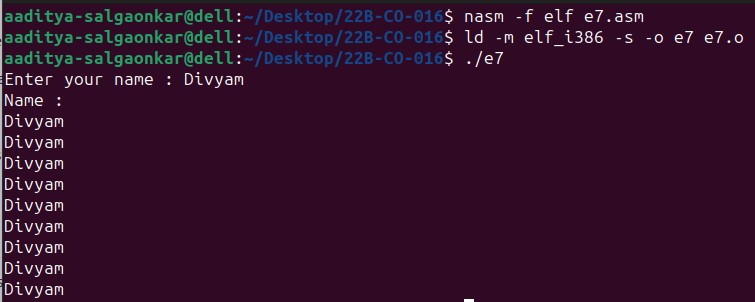 aaditya-salgaonkar@dell:~/Desktop/22B-CO-016$ nasm -f elf e7.asm
aaditya-salgaonkar@dell:~/Desktop/22B-CO-016$ ld -m elf_i386 -s -o e7 e7.o
aaditya-salgaonkar@dell:~/Desktop/22B-CO-016$ ./e7
Enter your name : Divyam
Name :
Divyam
Divyam
Divyam
Divyam
Divyam
Divyam
Divyam
Divyam
Divyam